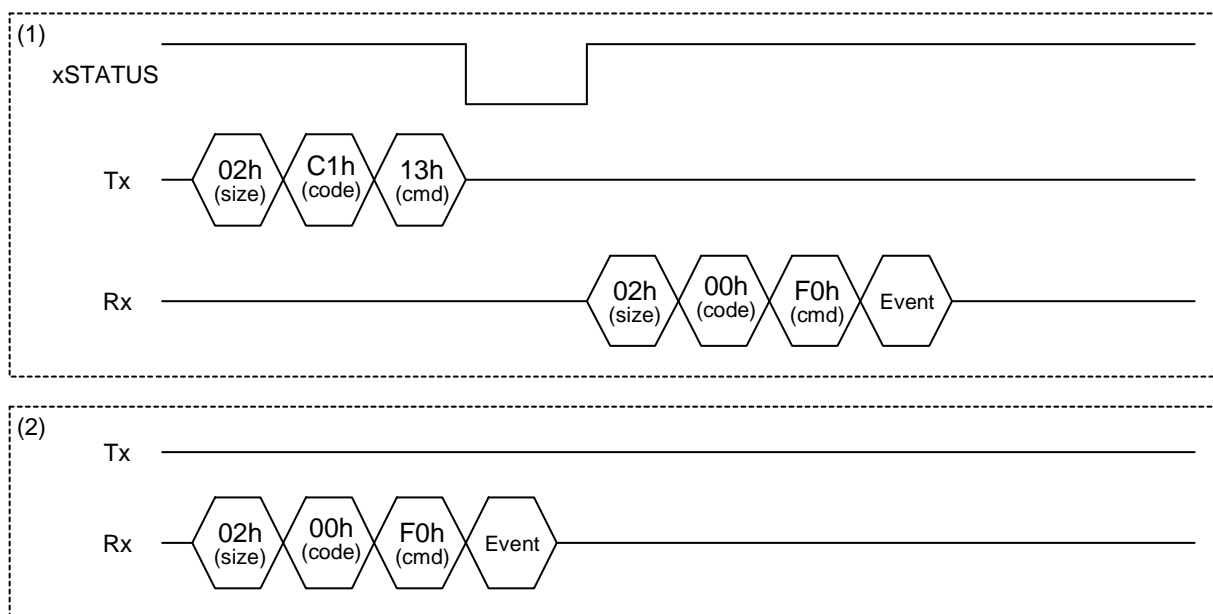 (1)
xSTATUS
Tx
02h
(size)
C1h
(code)
13h
(cmd)
Rx
02h
(size)
00h
(code)
F0h
(cmd)
Event
(2)
Tx
Rx
02h
(size)
00h
(code)
F0h
(cmd)
Event